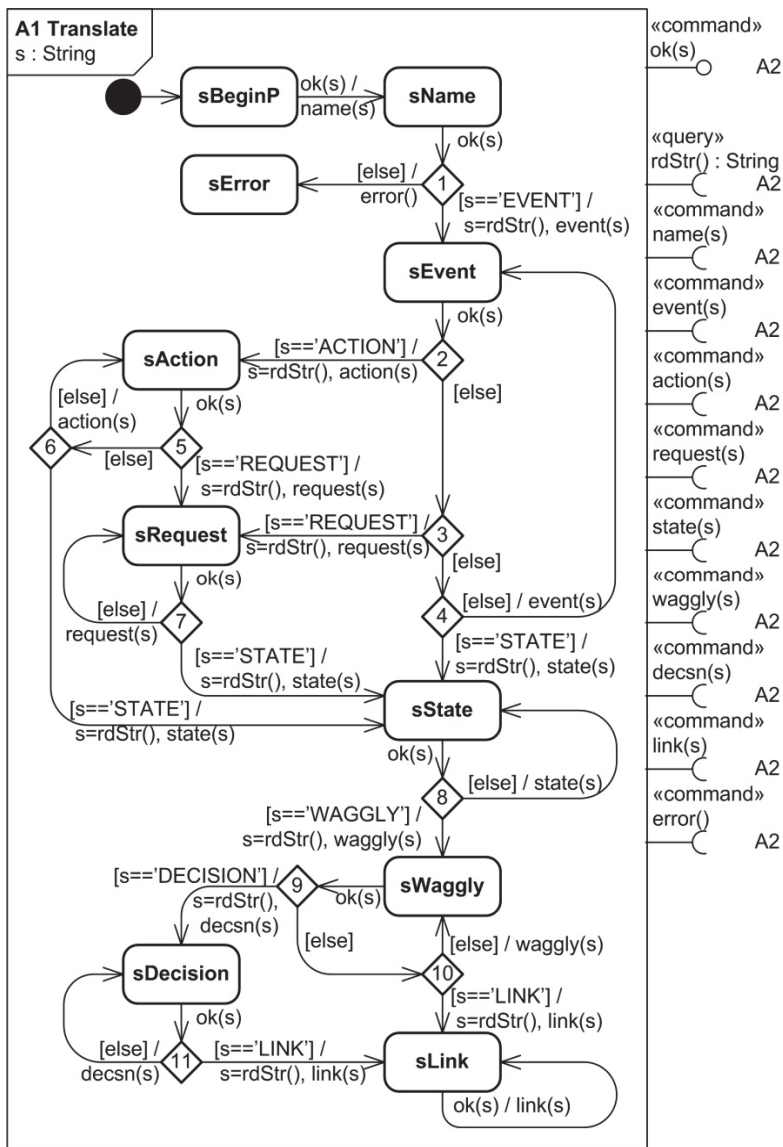 A1 Translate
s : String
sBeginP
ok(s) /
name(s)
sName
ok(s)
sError
[else] /
error()
1
[s=='EVENT'] /
s=rdStr(), event(s)
sEvent
ok(s)
sAction
[s=='ACTION'] /
s=rdStr(), action(s)
2
[else]
[else] /
action(s)
ok(s)
6
[else]
5
[s=='REQUEST'] /
s=rdStr(), request(s)
sRequest
[s=='REQUEST'] /
s=rdStr(), request(s)
3
[else]
ok(s)
[else] /
request(s)
7
4
[else] / event(s)
[s=='STATE'] /
s=rdStr(), state(s)
[s=='STATE'] /
s=rdStr(), state(s)
[s=='STATE'] /
s=rdStr(), state(s)
sState
ok(s)
8
[else] / state(s)
[s=='WAGGLY'] /
s=rdStr(), waggly(s)
sWaggly
ok(s)
9
[s=='DECISION'] /
s=rdStr(),
decsn(s)
[else]
[else] / waggly(s)
10
sDecision
ok(s)
[s=='LINK'] /
s=rdStr(), link(s)
[else] /
decsn(s)
11
[s=='LINK'] /
s=rdStr(), link(s)
sLink
ok(s) / link(s)
«command»
ok(s)
A2
«query»
rdStr() : String
A2
«command»
name(s)
A2
«command»
event(s)
A2
«command»
action(s)
A2
«command»
request(s)
A2
«command»
state(s)
A2
«command»
waggly(s)
A2
«command»
decsn(s)
A2
«command»
link(s)
A2
«command»
error()
A2